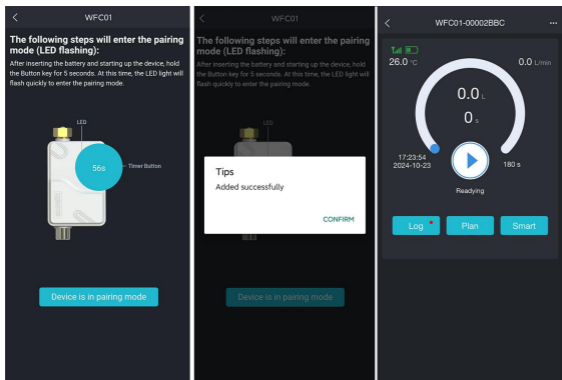 WFC01
The following steps will enter the pairing
mode (LED flashing):
After inserting the battery and starting up the device, hold
the Button key for 5 seconds. At this time, the LED light will
flash quickly to enter the pairing mode.
LED
56s
Timer Button
Device is in pairing mode
WFC01
The following steps will enter the pairing
mode (LED flashing):
After inserting the battery and starting up the device, hold
the Button key for 5 seconds. At this time, the LED light will
flash quickly to enter the pairing mode.
LED
Tips
Added successfully
CONFIRM
Device is in pairing mode
WFC01-00002BBC
26.0 °C
0.0 L/min
0.0 L
0 s
17:23:54
2024-10-23
180 s
Readying
Log
Plan
Smart